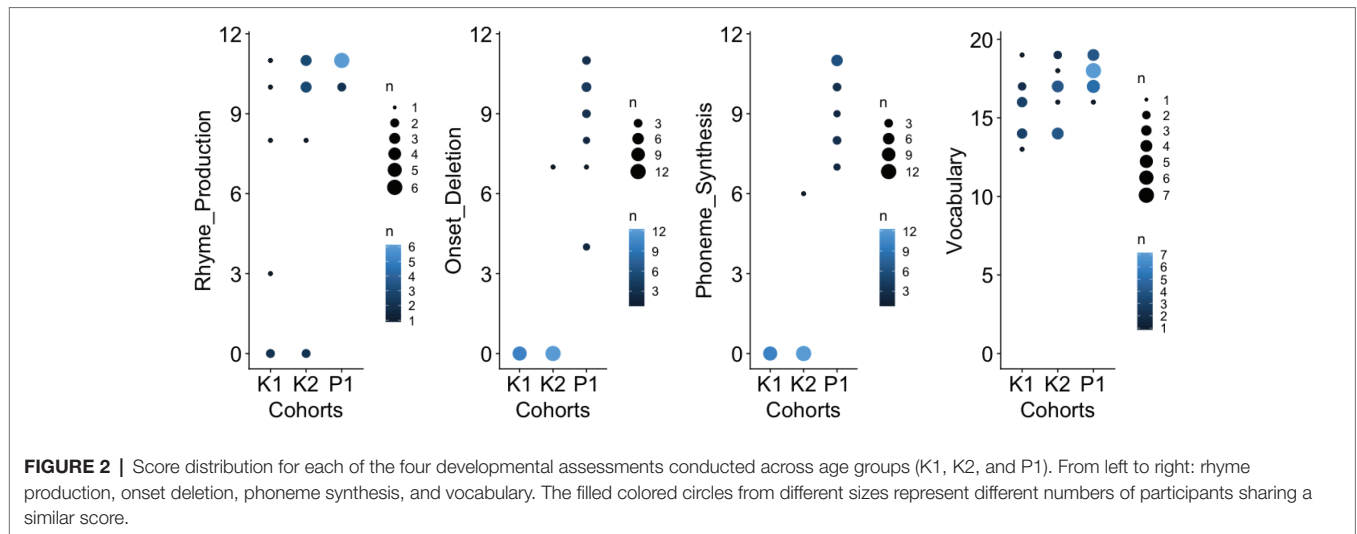 12
9
6
3
0
Rhyme_Production
K1 K2 P1
Cohorts
n
1
2
3
4
5
6
n
6
5
4
3
2
1
12
9
6
3
0
Onset_Deletion
K1 K2 P1
Cohorts
n
3
6
9
12
n
12
9
6
3
12
9
6
3
0
Phoneme_Synthesis
K1 K2 P1
Cohorts
n
3
6
9
12
n
12
9
6
3
20
15
10
5
0
Vocabulary
K1 K2 P1
Cohorts
n
1
2
3
4
5
6
7
n
7
6
5
4
3
2
1
FIGURE 2 | Score distribution for each of the four developmental assessments conducted across age groups (K1, K2, and P1). From left to right: rhyme
production, onset deletion, phoneme synthesis, and vocabulary. The filled colored circles from different sizes represent different numbers of participants sharing a
similar score.